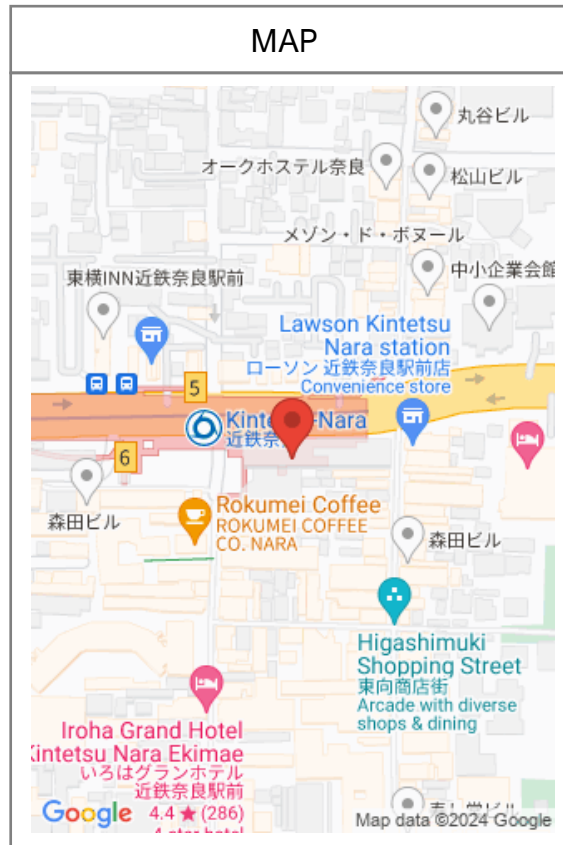 MAP
丸谷ビル
オークホステル奈良
松山ビル
メゾン・ド・ボヌール
中小企業会館
東横INN近鉄奈良駅前
Lawson Kintetsu
Nara station
ローソン 近鉄奈良駅前店
Convenience store
5
Nara
近鉄奈
6
Rokumei Coffee
ROKUMEI COFFEE
CO. NARA
森田ビル
森田ビル
Higashimuki
Shopping Street
東向商店街
Arcade with diverse
shops & dining
Iroha Grand Hotel
Kintetsu Nara Ekimae
いろはグランホテル
近鉄奈良駅前
4.4 ★ (286)
Google
Map data ©2024 Google